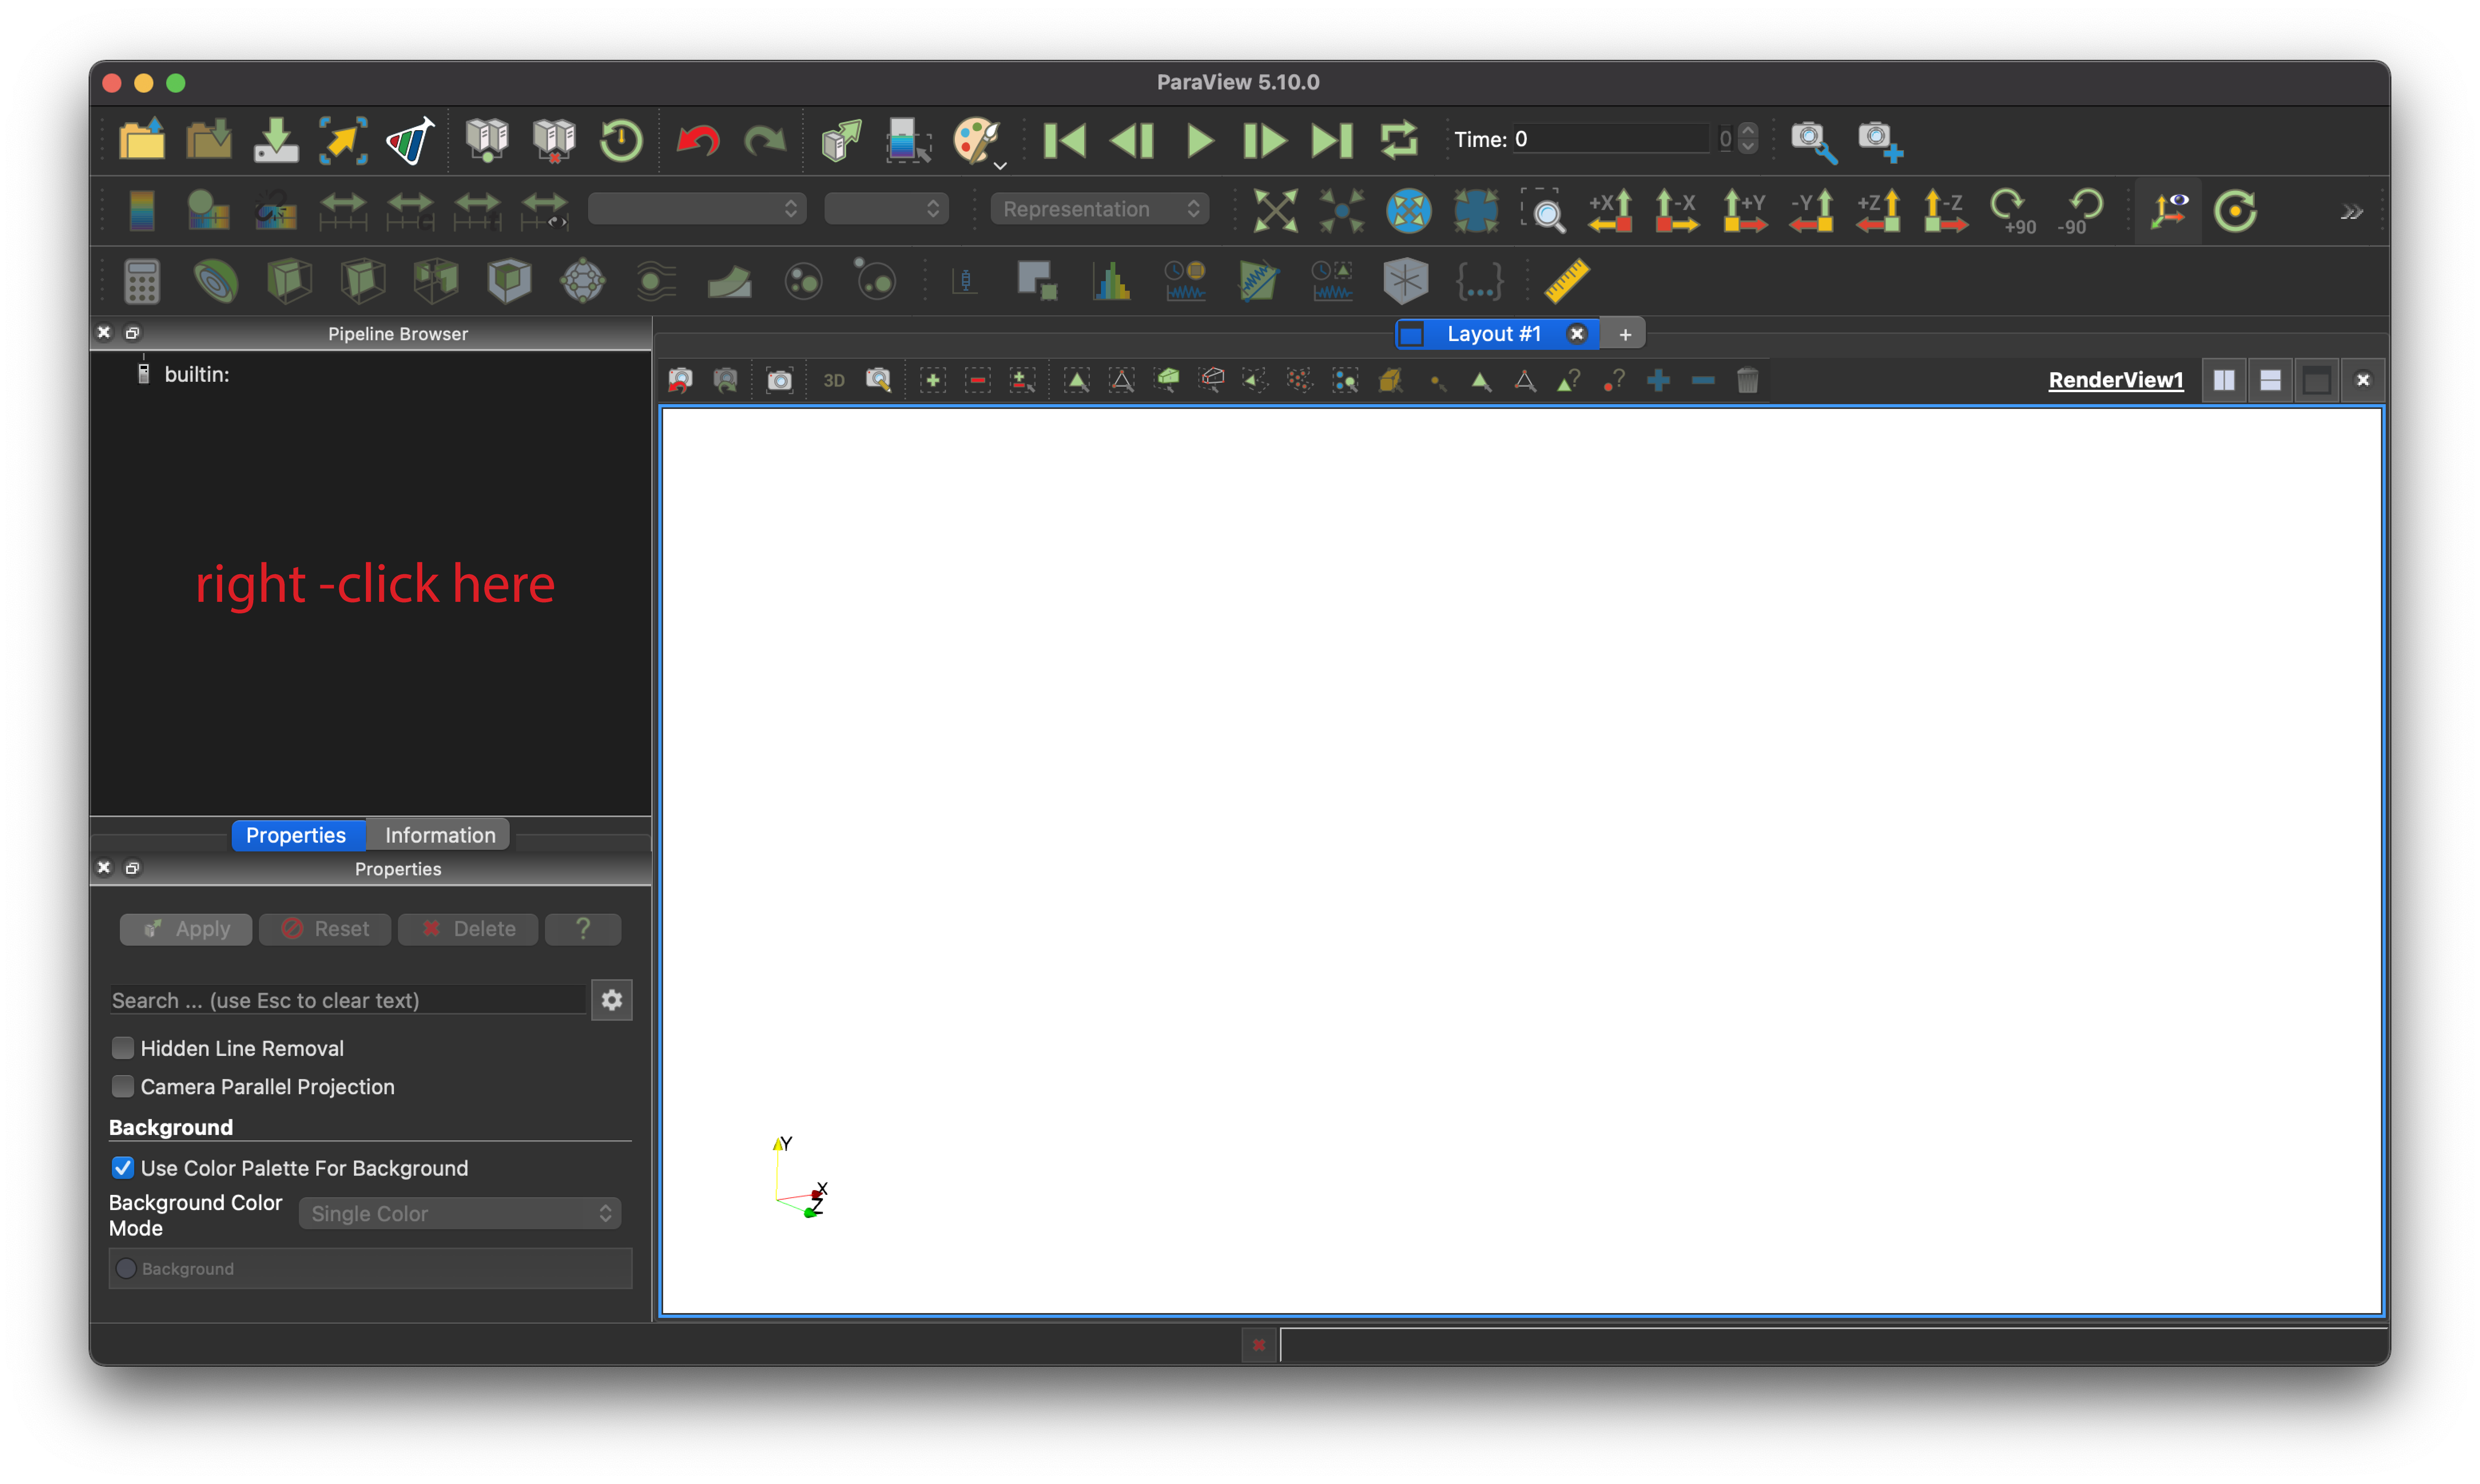 ParaView 5.10.0
Time: 0
0
Representation
+X
-X
+Y
-Y
+Z
-Z
+90
-90
Pipeline Browser
Layout #1
+
builtin:
3D
RenderView1
right -click here
Properties
Information
Properties
Apply
Reset
Delete
?
Search ... (use Esc to clear text)
Hidden Line Removal
Camera Parallel Projection
Background
Use Color Palette For Background
Background Color
Mode
Single Color
Background
Y
X
Z